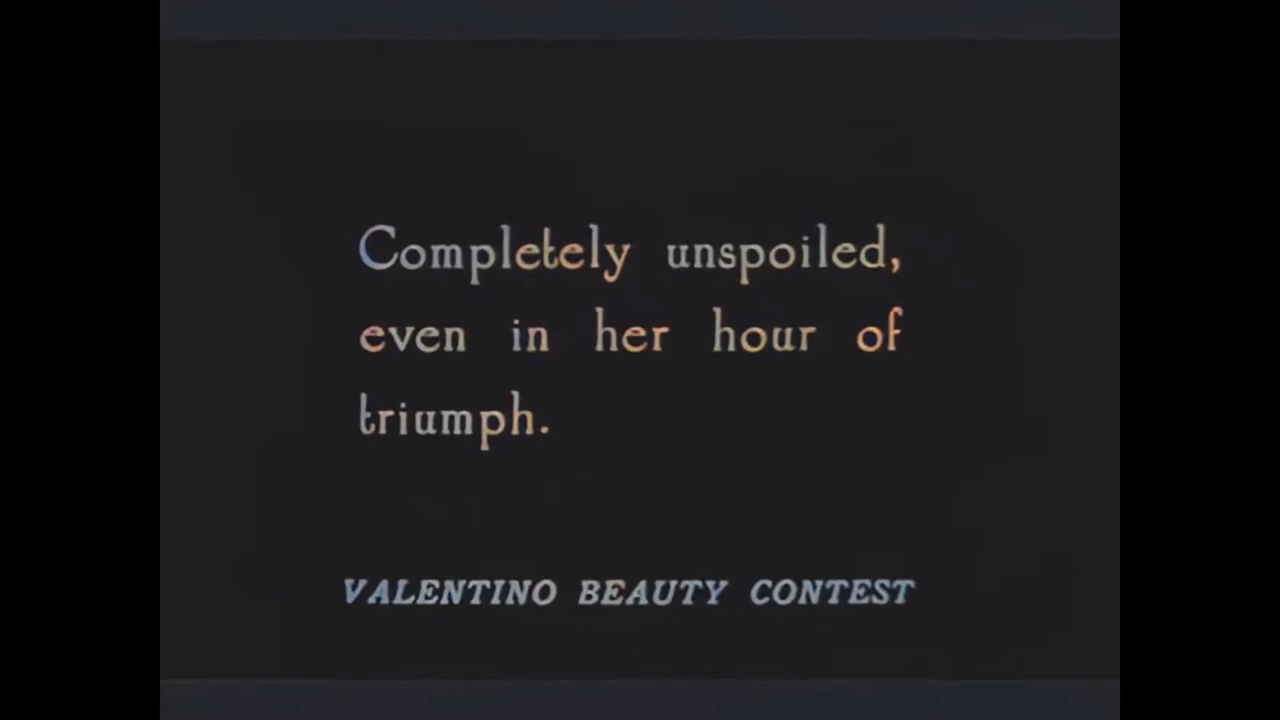 Completely unspoiled,
even in her hour of
triumph.
VALENTINO BEAUTY CONTEST